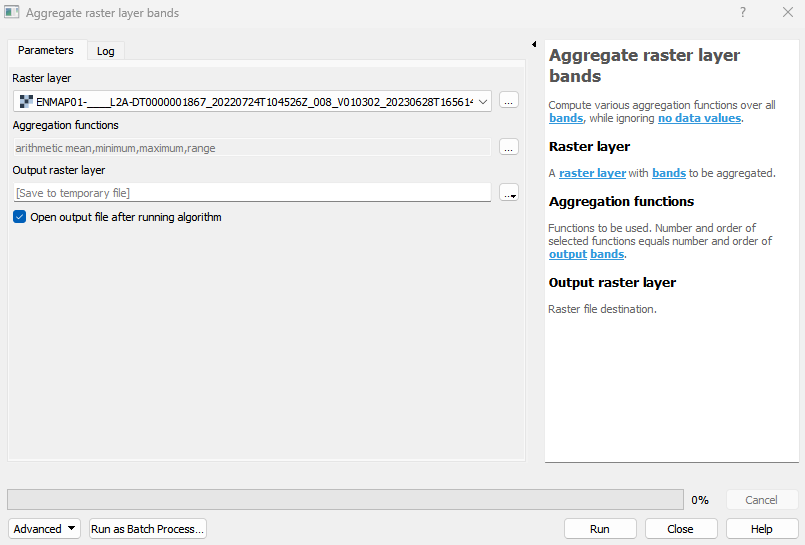 Aggregate raster layer bands
?
Parameters
Log
Raster layer
ENMAP01-____L2A-DT0000001867_20220724T104526Z_008_V010302_20230628T165614
...
Aggregation functions
arithmetic mean,minimum,maximum,range
...
Output raster layer
[Save to temporary file]
...
Open output file after running algorithm
Aggregate raster layer
bands
Compute various aggregation functions over all
bands, while ignoring no data values.
Raster layer
A raster layer with bands to be aggregated.
Aggregation functions
Functions to be used. Number and order of
selected functions equals number and order of
output bands.
Output raster layer
Raster file destination.
0%
Cancel
Advanced
Run as Batch Process...
Run
Close
Help